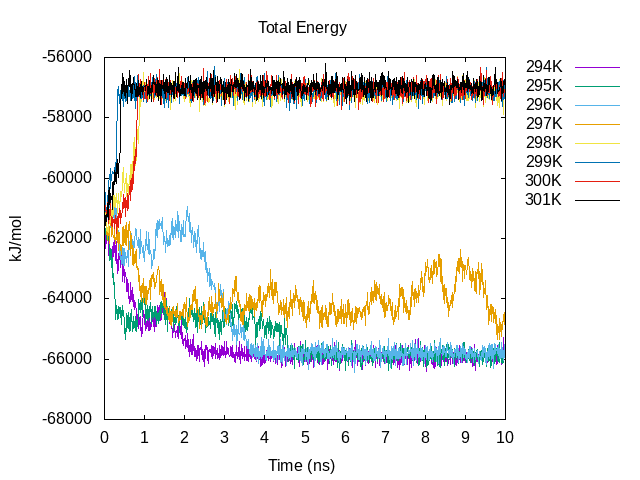 Total Energy
-56000
-58000
-60000
-62000
-64000
-66000
-68000
kJ/mol
0 1 2 3 4 5 6 7 8 9 10
Time (ns)
294K
295K
296K
297K
298K
299K
300K
301K